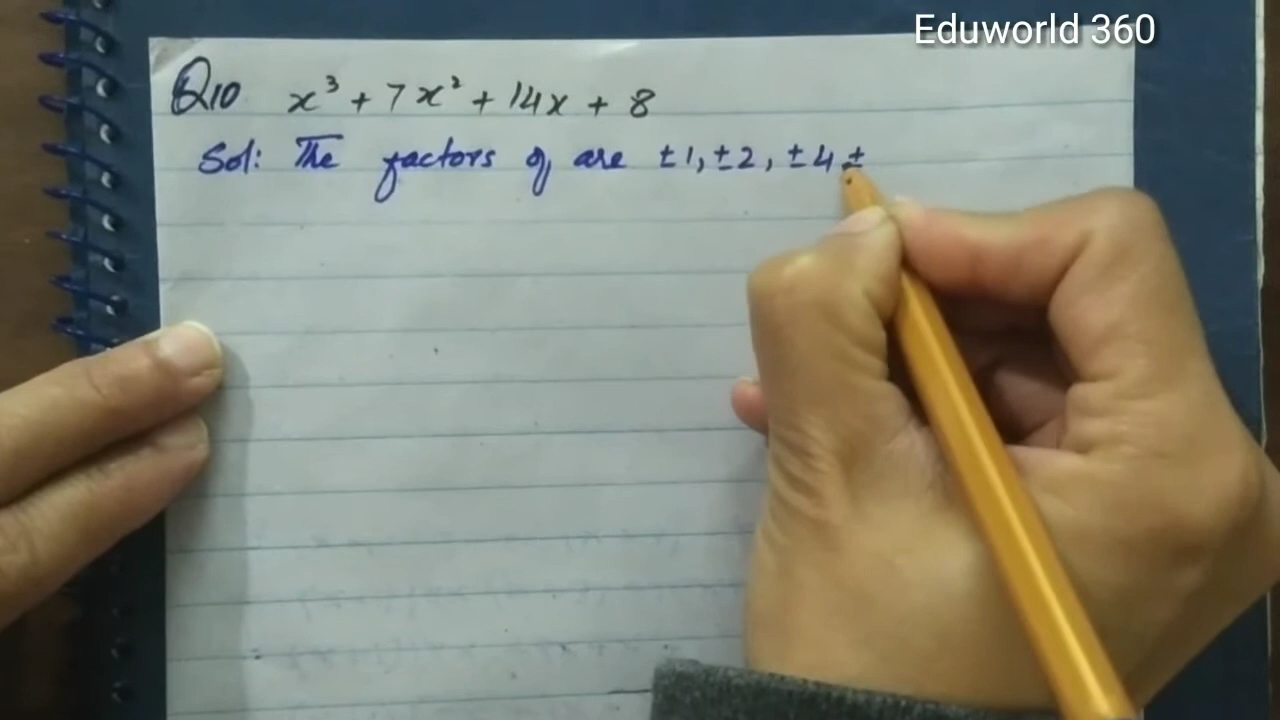 Eduworld 360
Q10 x³ + 7x² + 14x + 8
Sol: The factors of are ±1, ±2, ±4 ±